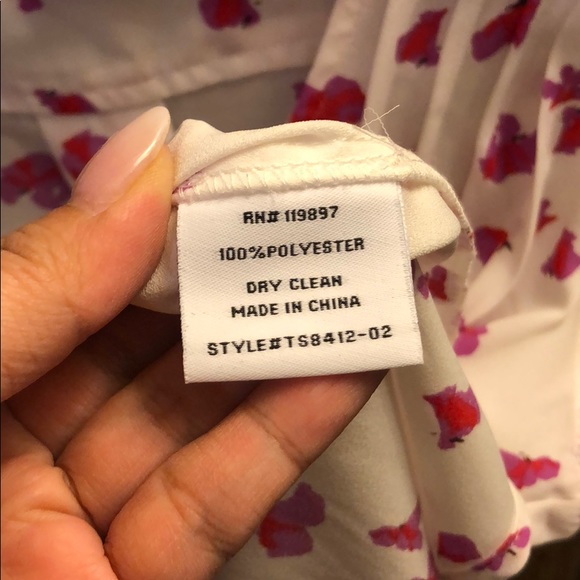 RN# 119897
100%POLYESTER
DRY CLEAN
MADE IN CHINA
STYLE#TS8412-02